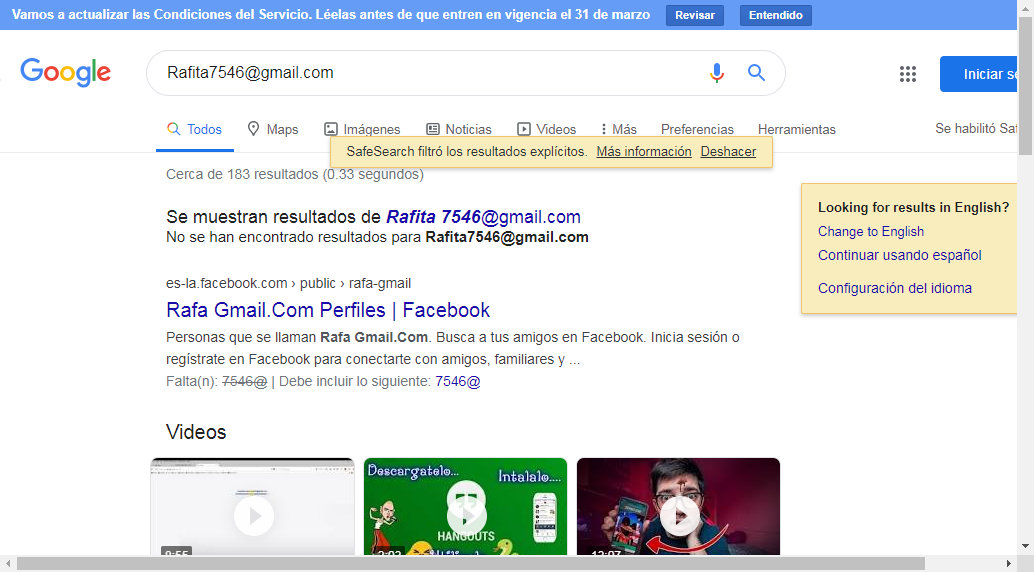 Vamos a actualizar las Condiciones del Servicio. Léelas antes de que entren en vigencia el 31 de marzo Revisar Entendido
Google Rafita7546@gmail.com Iniciar se
Todos Maps Imágenes Noticias Videos Más Preferencias Herramientas Se habilitó Saf
SafeSearch filtró los resultados explícitos. Más información Deshacer
Cerca de 183 resultados (0.33 segundos)
Se muestran resultados de Rafita 7546@gmail.com
No se han encontrado resultados para Rafita7546@gmail.com
Looking for results in English?
Change to English
Continuar usando español
Configuración del idioma
es-la.facebook.com › public › rafa-gmail
Rafa Gmail.Com Perfiles | Facebook
Personas que se llaman Rafa Gmail.Com. Busca a tus amigos en Facebook. Inicia sesión o
regístrate en Facebook para conectarte con amigos, familiares y ...
Falta(n): 7546@ | Debe incluir lo siguiente: 7546@
Videos
Descargatelo...
Intalalo....
HANGOUTS